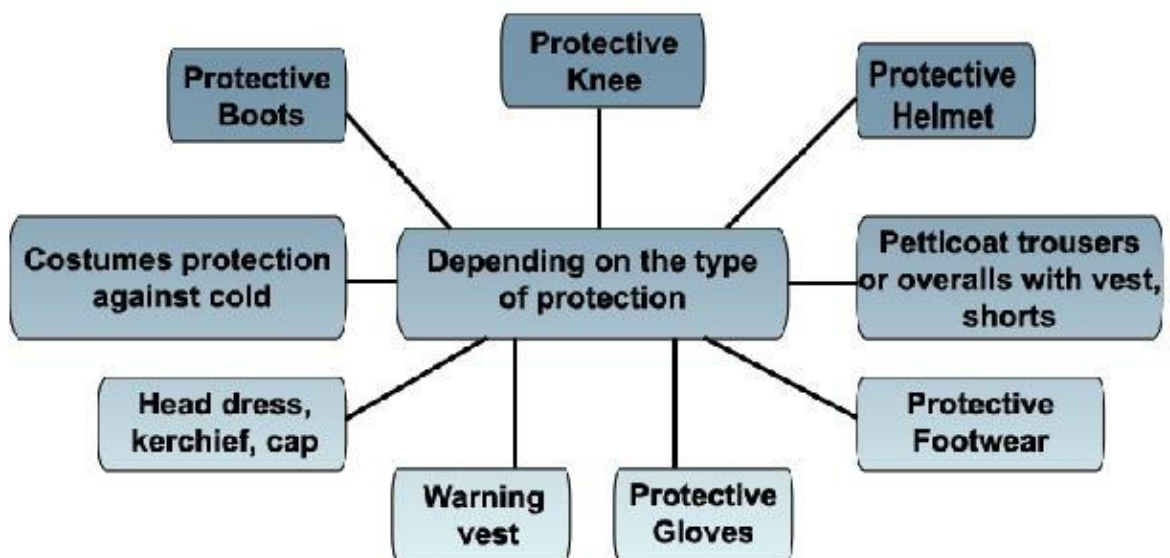 Protective
Knee
Protective
Boots
Protective
Helmet
Costumes protection
against cold
Depending on the type
of protection
Petticoat trousers
or overalls with vest,
shorts
Head dress,
kerchief, cap
Protective
Footwear
Warning
vest
Protective
Gloves